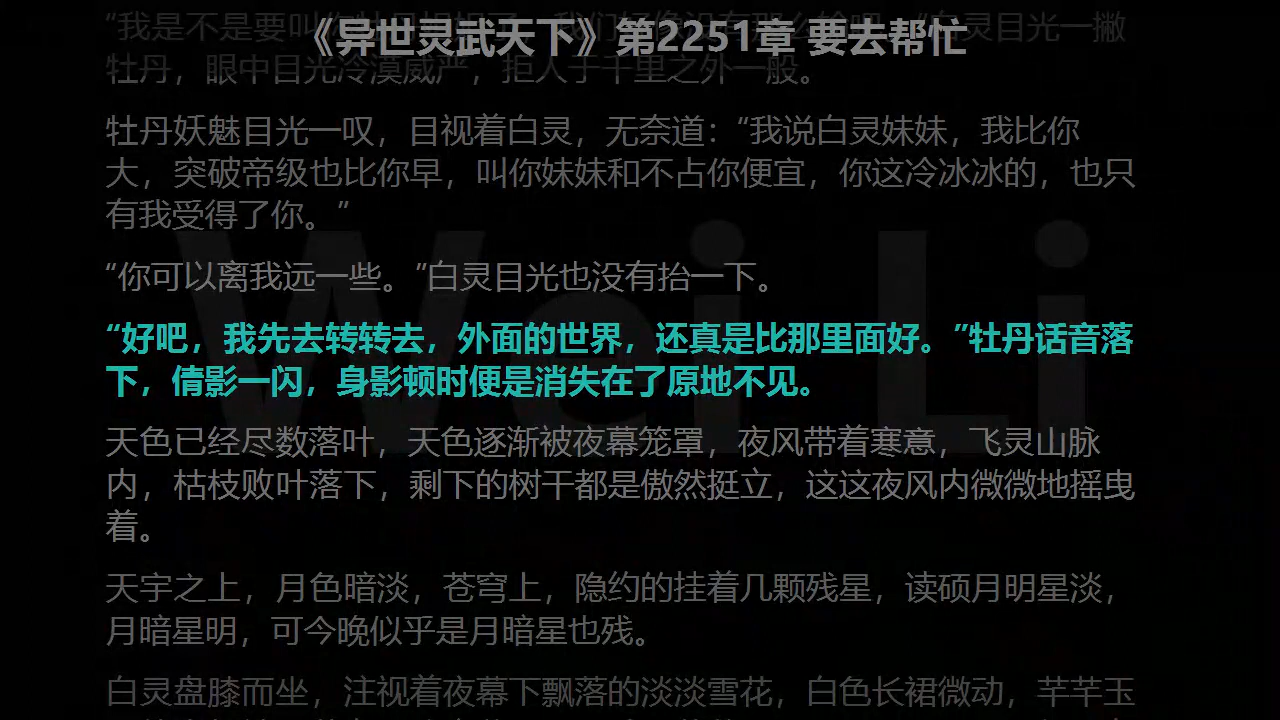 《异世灵武天下》第2251章 要去帮忙
白灵目光一撇
牡丹，眼中目光冷漠威严，拒人于千里之外一般。
牡丹妖魅目光一叹，目视着白灵，无奈道：“我说白灵妹妹，我比你
大，突破帝级也比你早，叫你妹妹和不占你便宜，你这冷冰冰的，也只
有我受得了你。”
“你可以离我远一些。”白灵目光也没有抬一下。
“好吧，我先去转转去，外面的世界，还真是比那里面好。”牡丹话音落
下，倩影一闪，身影顿时便是消失在了原地不见。
天色已经尽数落叶，天色逐渐被夜幕笼罩，夜风带着寒意，飞灵山脉
内，枯枝败叶落下，剩下的树干都是傲然挺立，这这夜风内微微地摇曳
着。
天宇之上，月色暗淡，苍穹上，隐约的挂着几颗残星，读硕月明星淡，
月暗星明，可今晚似乎是月暗星也残。
白灵盘膝而坐，注视着夜幕下飘落的淡淡雪花，白色长裙微动，芊芊玉
Wei Li